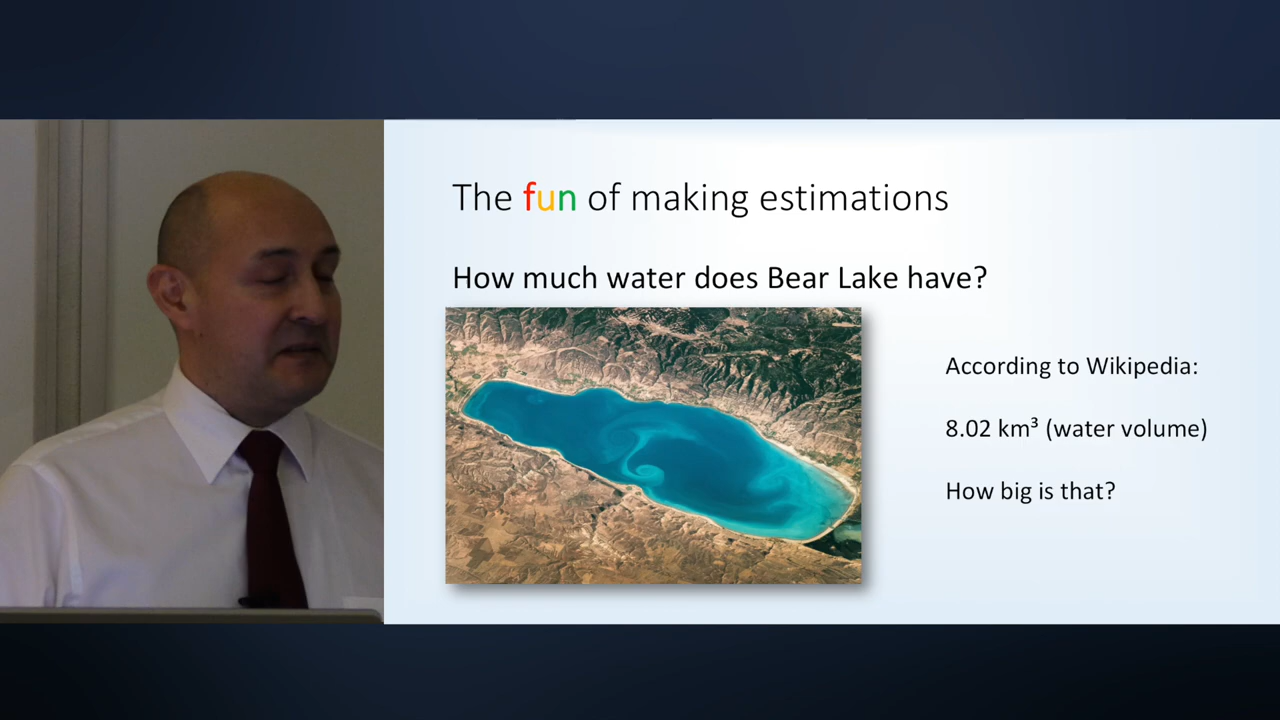 The fun of making estimations
How much water does Bear Lake have?
According to Wikipedia:
8.02 km³ (water volume)
How big is that?